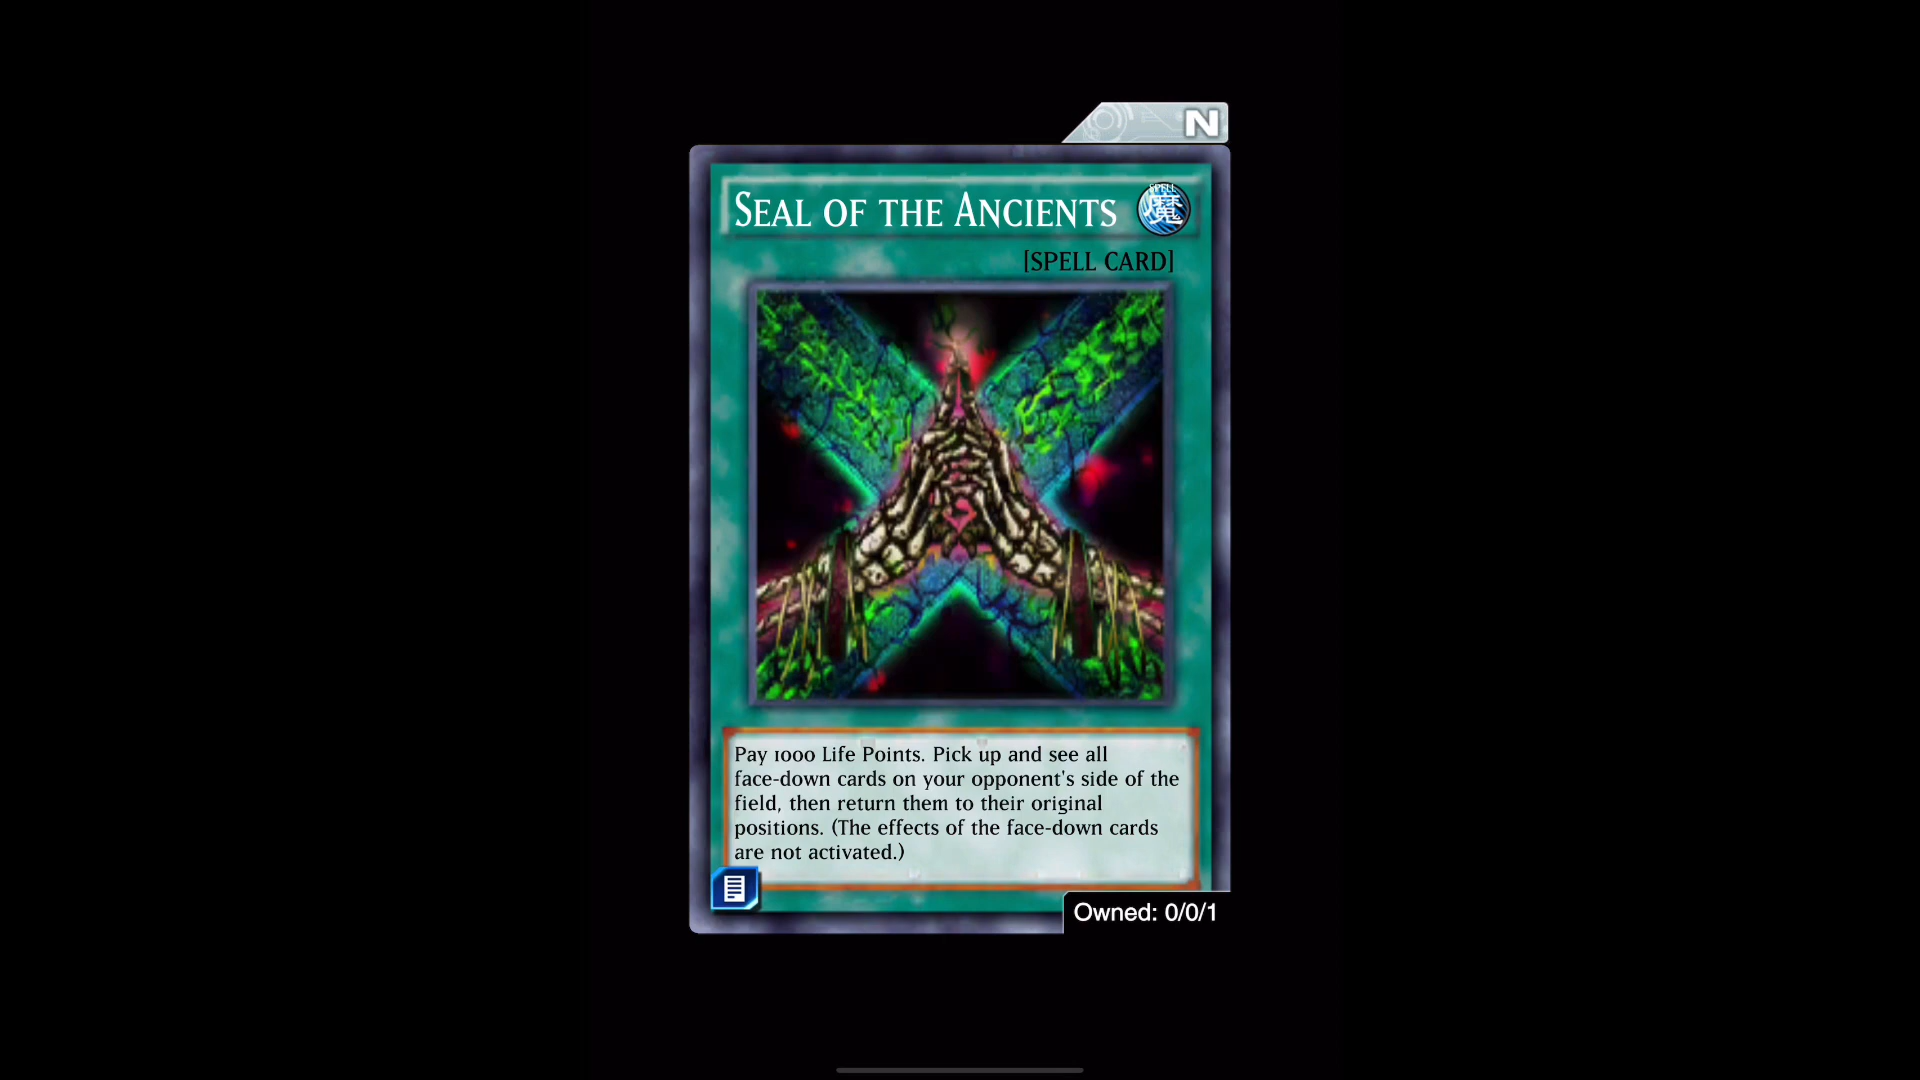 N
SEAL OF THE ANCIENTS
SPELL
魔
[SPELL CARD]
Pay 1000 Life Points. Pick up and see all
face-down cards on your opponent's side of the
field, then return them to their original
positions. (The effects of the face-down cards
are not activated.)
Owned: 0/0/1